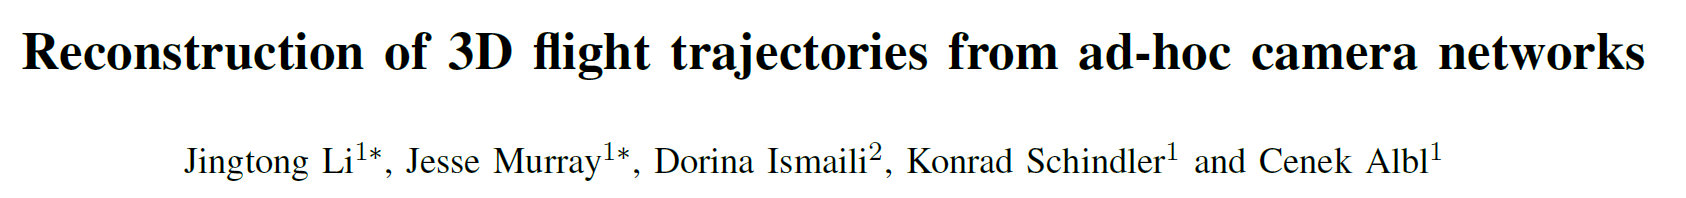 Reconstruction of 3D flight trajectories from ad-hoc camera networks
Jingtong Li¹*, Jesse Murray¹*, Dorina Ismaili², Konrad Schindler¹ and Cenek Albl¹